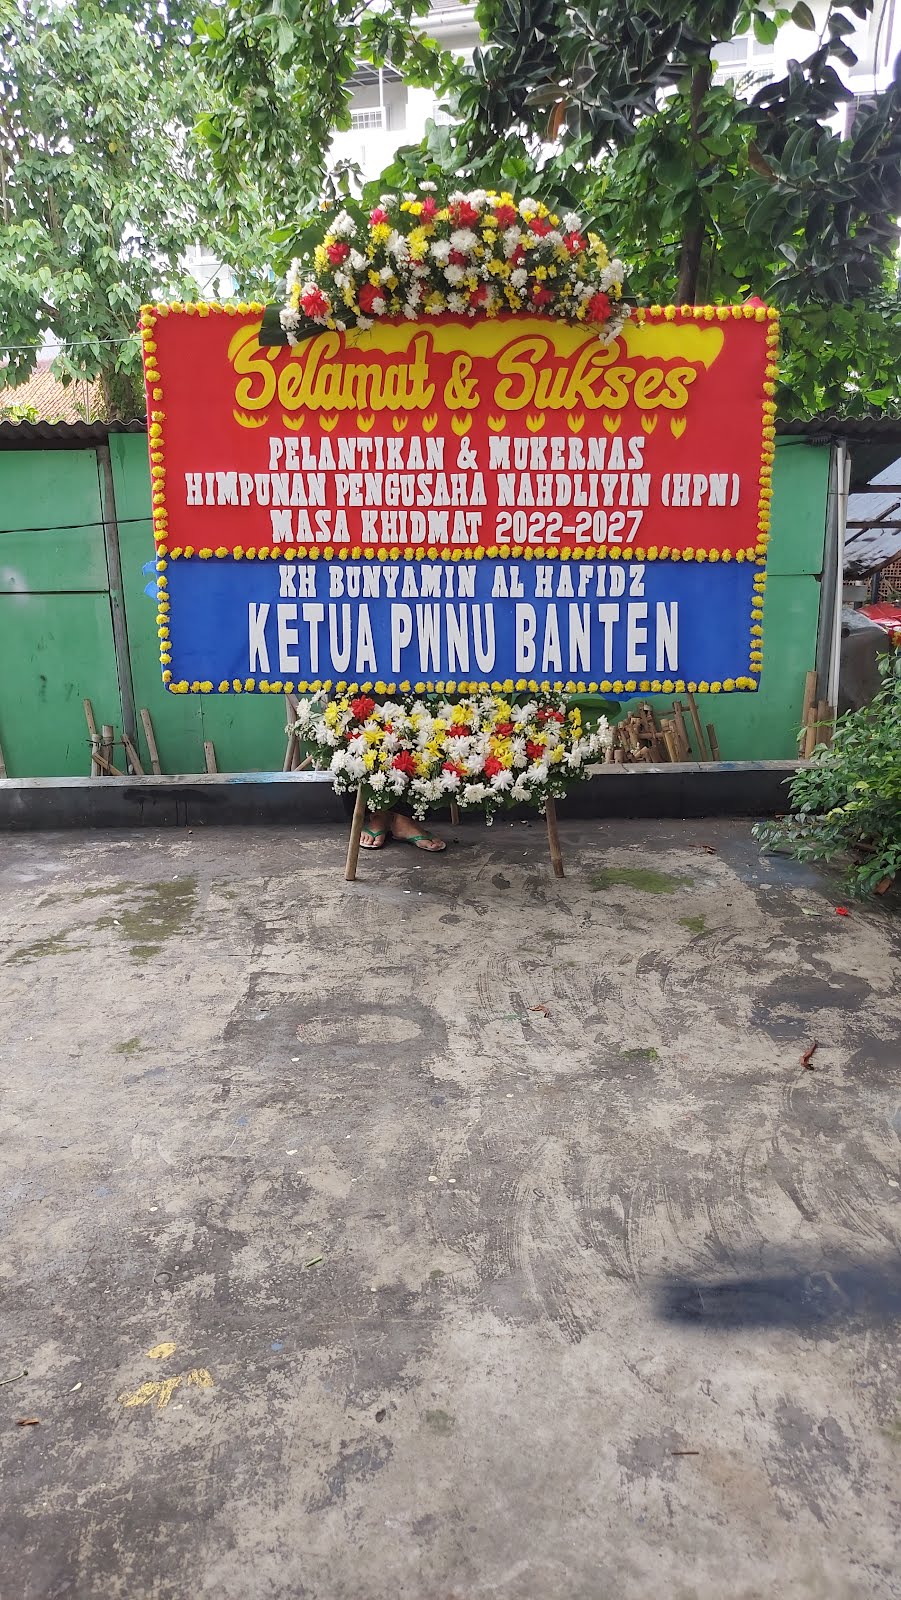 Selamat & Sukses
PELANTIKAN & MUKERNAS
HIMPUNAN PENGUSAHA NAHDLIYIN (HPN)
MASA KHIDMAT 2022-2027
KH BUNYAMIN AL HAFIDZ
KETUA PWNU BANTEN